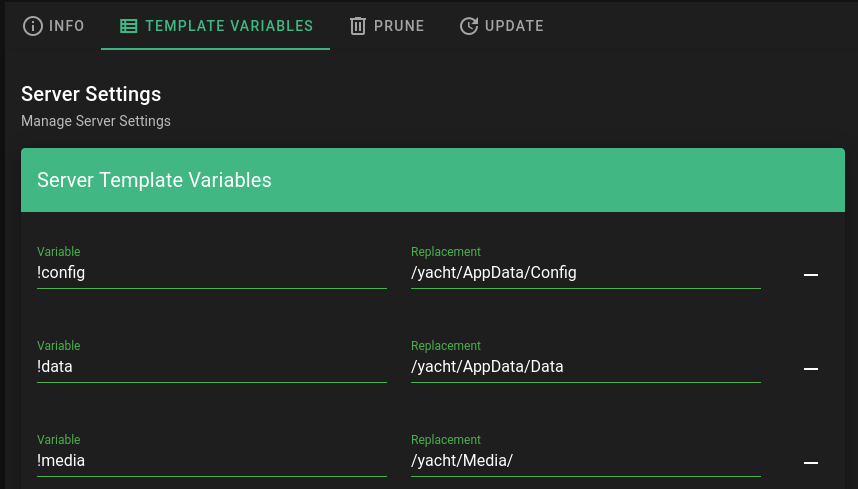 INFO TEMPLATE VARIABLES PRUNE UPDATE
Server Settings
Manage Server Settings
Server Template Variables
Variable Replacement
!config /yacht/AppData/Config
Variable Replacement
!data /yacht/AppData/Data
Variable Replacement
!media /yacht/Media/